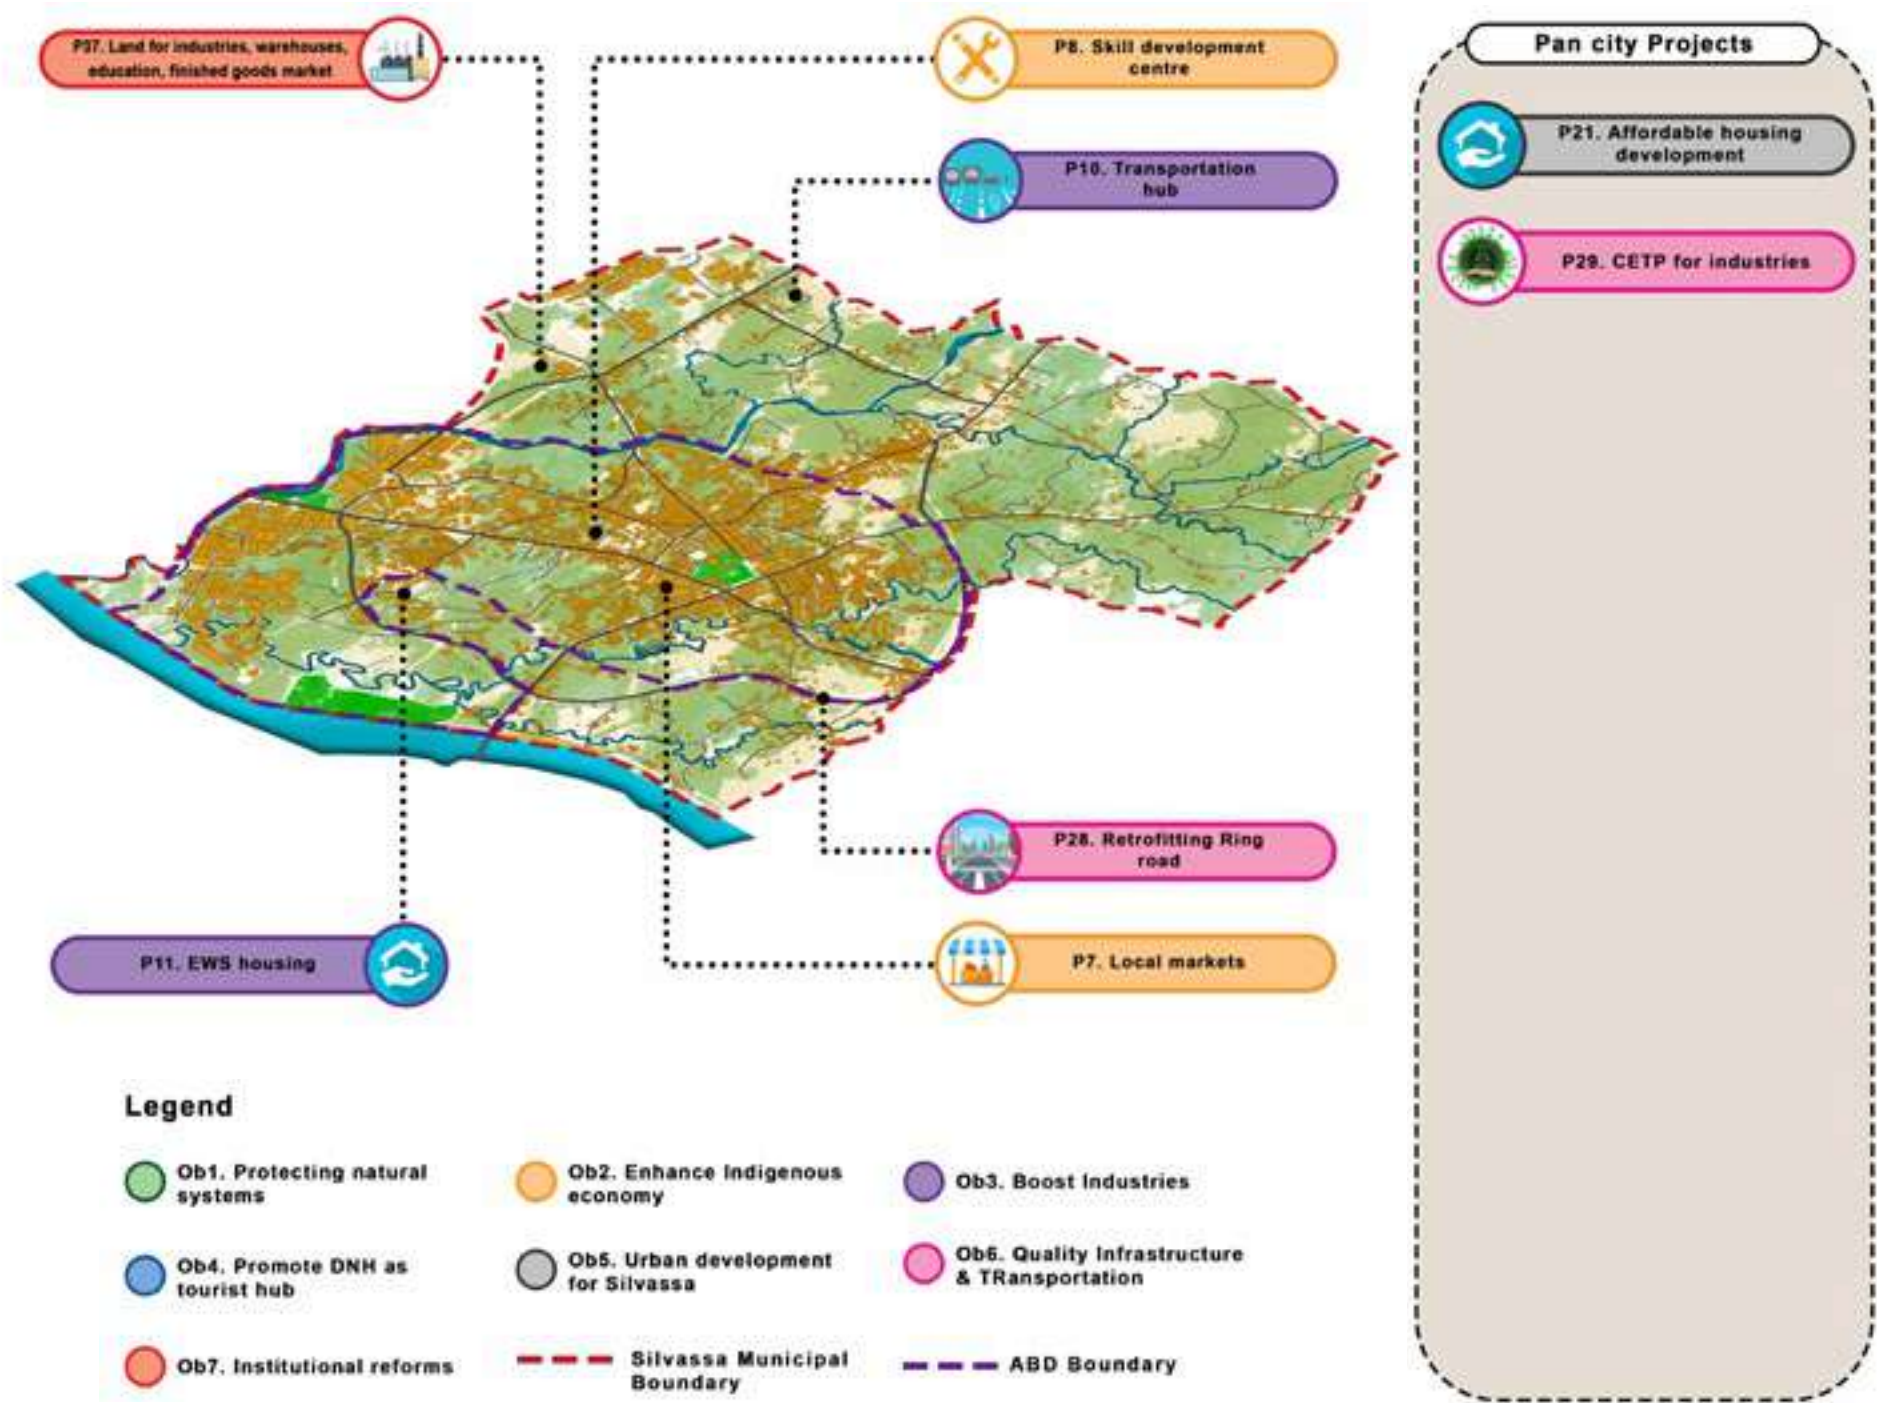 P37. Land for industries, warehouses,
education, finished goods market
P8. Skill development
centre
P10. Transportation
hub
Pan city Projects
P21. Affordable housing
development
P29. CETP for industries
P28. Retrofitting Ring
road
P11. EWS housing
P7. Local markets
Legend
Ob1. Protecting natural
systems
Ob2. Enhance Indigenous
economy
Ob3. Boost Industries
Ob4. Promote DNH as
tourist hub
Ob5. Urban development
for Silvassa
Ob6. Quality Infrastructure
& TRansportation
Ob7. Institutional reforms
Silvassa Municipal
Boundary
ABD Boundary